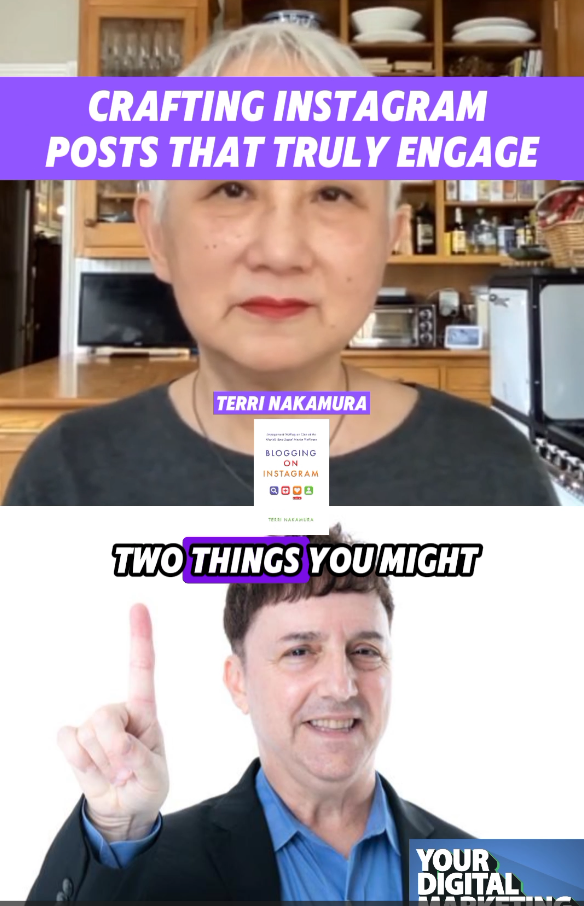 CRAFTING INSTAGRAM
POSTS THAT TRULY ENGAGE
TERRI NAKAMURA
BLOGGING
ON
INSTAGRAM
TERRI NAKAMURA
TWO THINGS YOU MIGHT
YOUR
DIGITAL
MARKETING